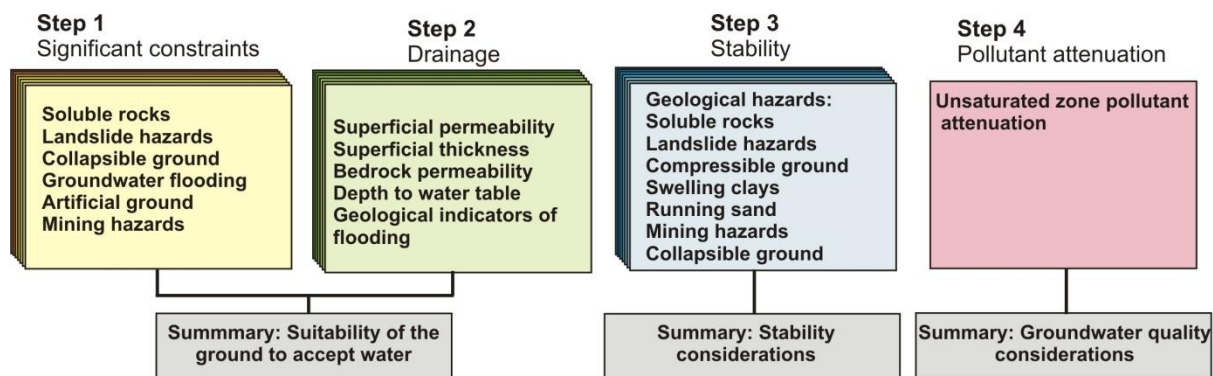 Step 1
Significant constraints
Soluble rocks
Landslide hazards
Collapsible ground
Groundwater flooding
Artificial ground
Mining hazards
Step 2
Drainage
Superficial permeability
Superficial thickness
Bedrock permeability
Depth to water table
Geological indicators of
flooding
Summmary: Suitability of the
ground to accept water
Step 3
Stability
Geological hazards:
Soluble rocks
Landslide hazards
Compressible ground
Swelling clays
Running sand
Mining hazards
Collapsible ground
Summary: Stability
considerations
Step 4
Pollutant attenuation
Unsaturated zone pollutant
attenuation
Summary: Groundwater quality
considerations